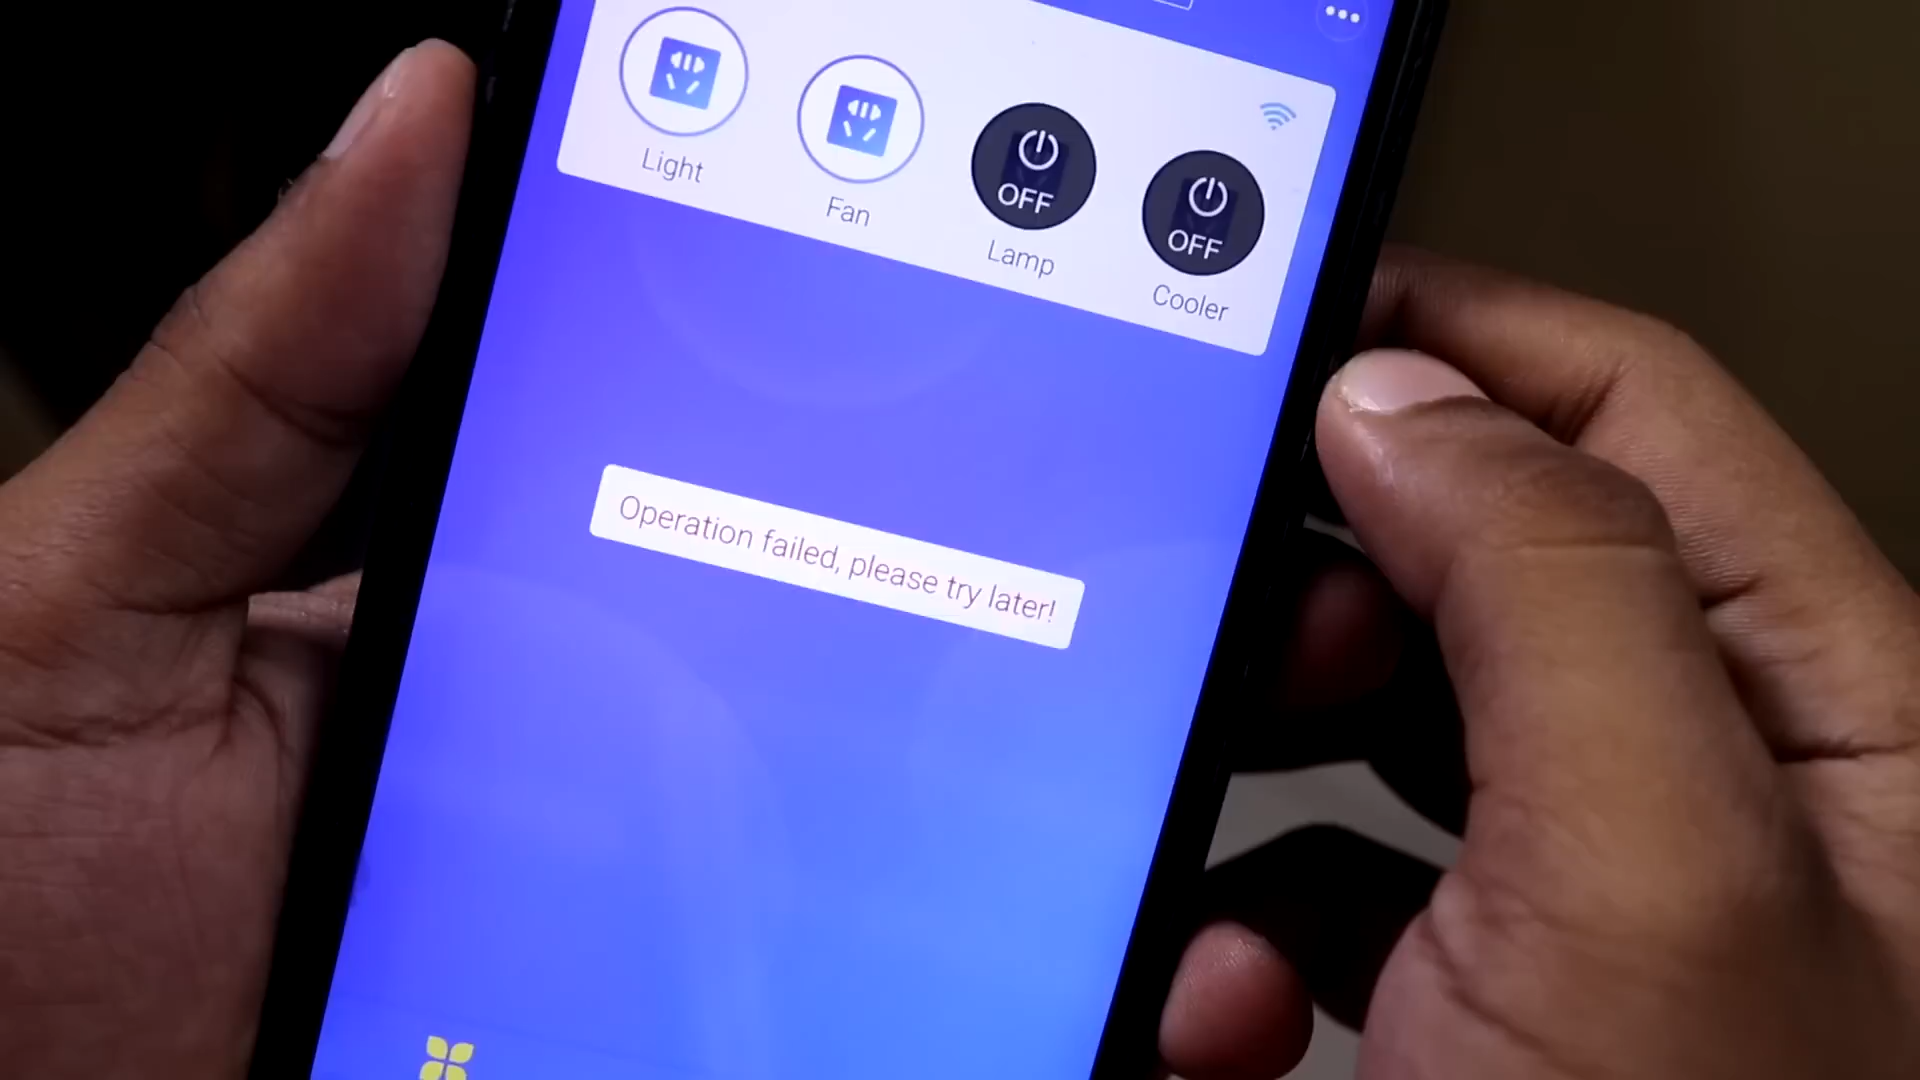 Light
Fan
OFF
Lamp
OFF
Cooler
Operation failed, please try later!